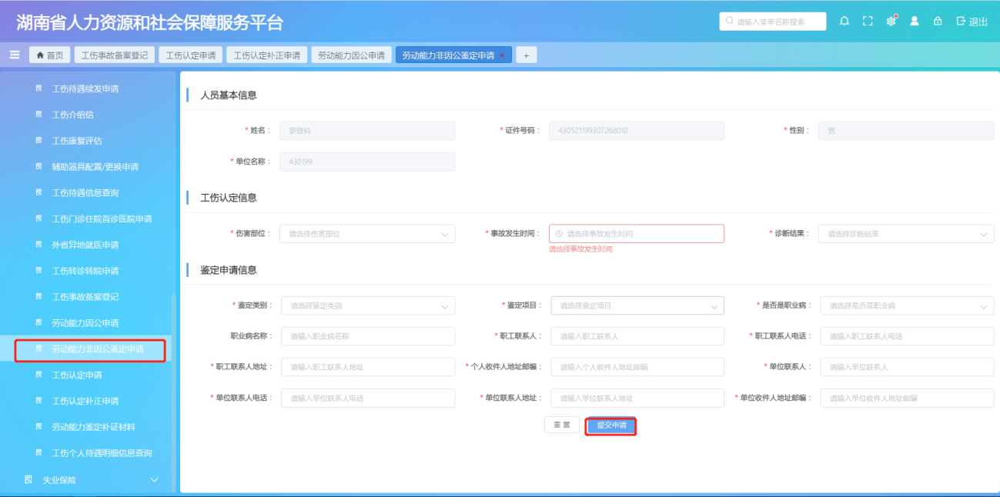 湖南省人力资源和社会保障服务平台
请输入菜单名称搜索
退出
首页 工伤事故备案登记 工伤认定申请 工伤认定补正申请 劳动能力因公申请 劳动能力非因公鉴定申请 × +
工伤待遇续发申请
工伤介绍信
工伤康复评估
辅助器具配置/更换申请
工伤待遇信息查询
工伤门诊住院首诊医院申请
外省异地就医申请
工伤转诊转院申请
工伤事故备案登记
劳动能力因公申请
劳动能力非因公鉴定申请
工伤认定申请
工伤认定补正申请
劳动能力鉴定补证材料
工伤个人待遇明细信息查询
失业保险
人员基本信息
* 姓名： 罗登科 * 证件号码： 430521199307268010 * 性别： 男
* 单位名称： 430199
工伤认定信息
* 伤害部位： 请选择伤害部位 * 事故发生时间： 请选择事故发生时间 * 诊断结果： 请选择诊断结果
请选择事故发生时间
鉴定申请信息
* 鉴定类别： 请选择鉴定类别 * 鉴定项目： 请选择鉴定项目 * 是否是职业病： 请选择是否是职业病
职业病名称： 请输入职业病名称 * 职工联系人： 请输入职工联系人 * 职工联系人电话： 请输入职工联系人电话
* 职工联系人地址： 请输入职工联系人地址 * 个人收件人地址邮编： 请输入个人收件人地址邮编 * 单位联系人： 请输入单位联系人
* 单位联系人电话： 请输入单位联系人电话 * 单位联系人地址： 请输入单位联系人地址 * 单位收件人地址邮编： 请输入单位收件人地址邮编
重置 提交申请